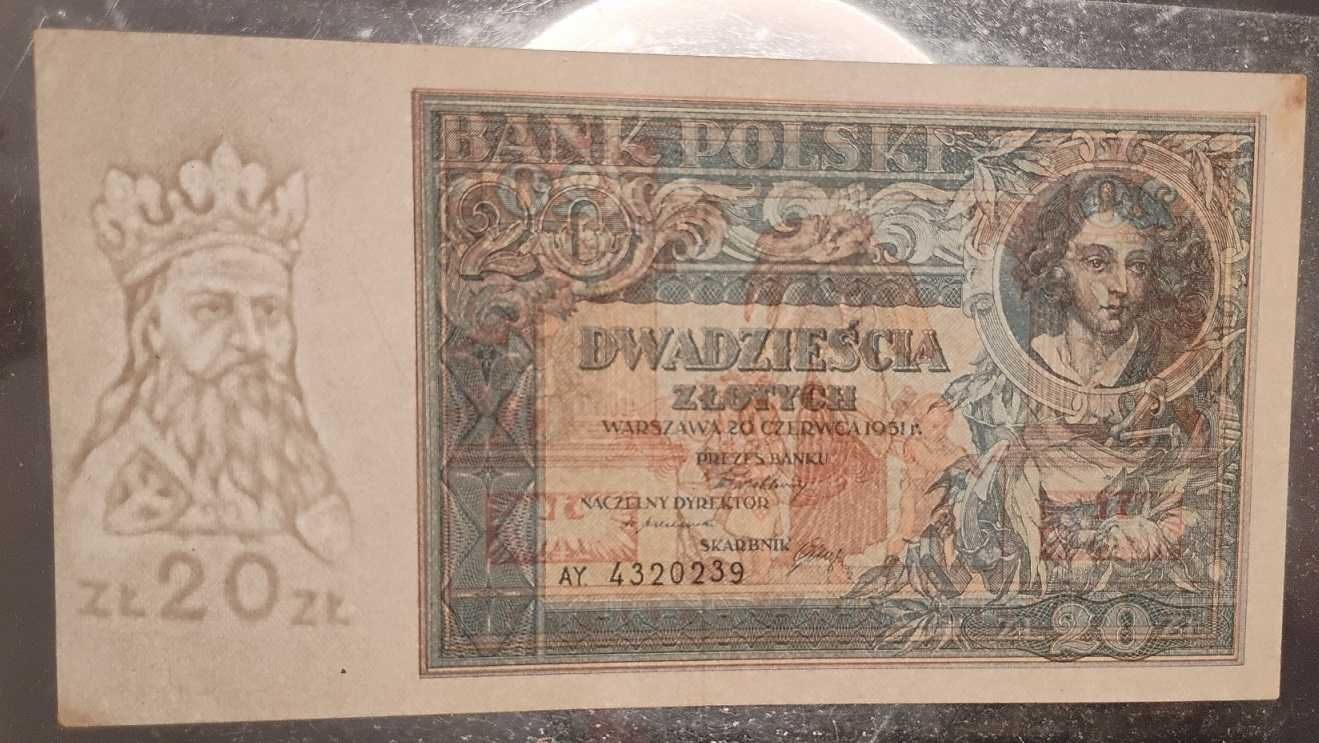 BANK POLSKI
20
DWADZIEŚCIA
ZŁOTYCH
WARSZAWA 20 CZERWCA 1931 r.
PREZES BANKU
NACZELNY DYREKTOR
SKARBNIK
AY. 4320239
ZŁ 20 ZŁ
ZŁ 20 ZŁ